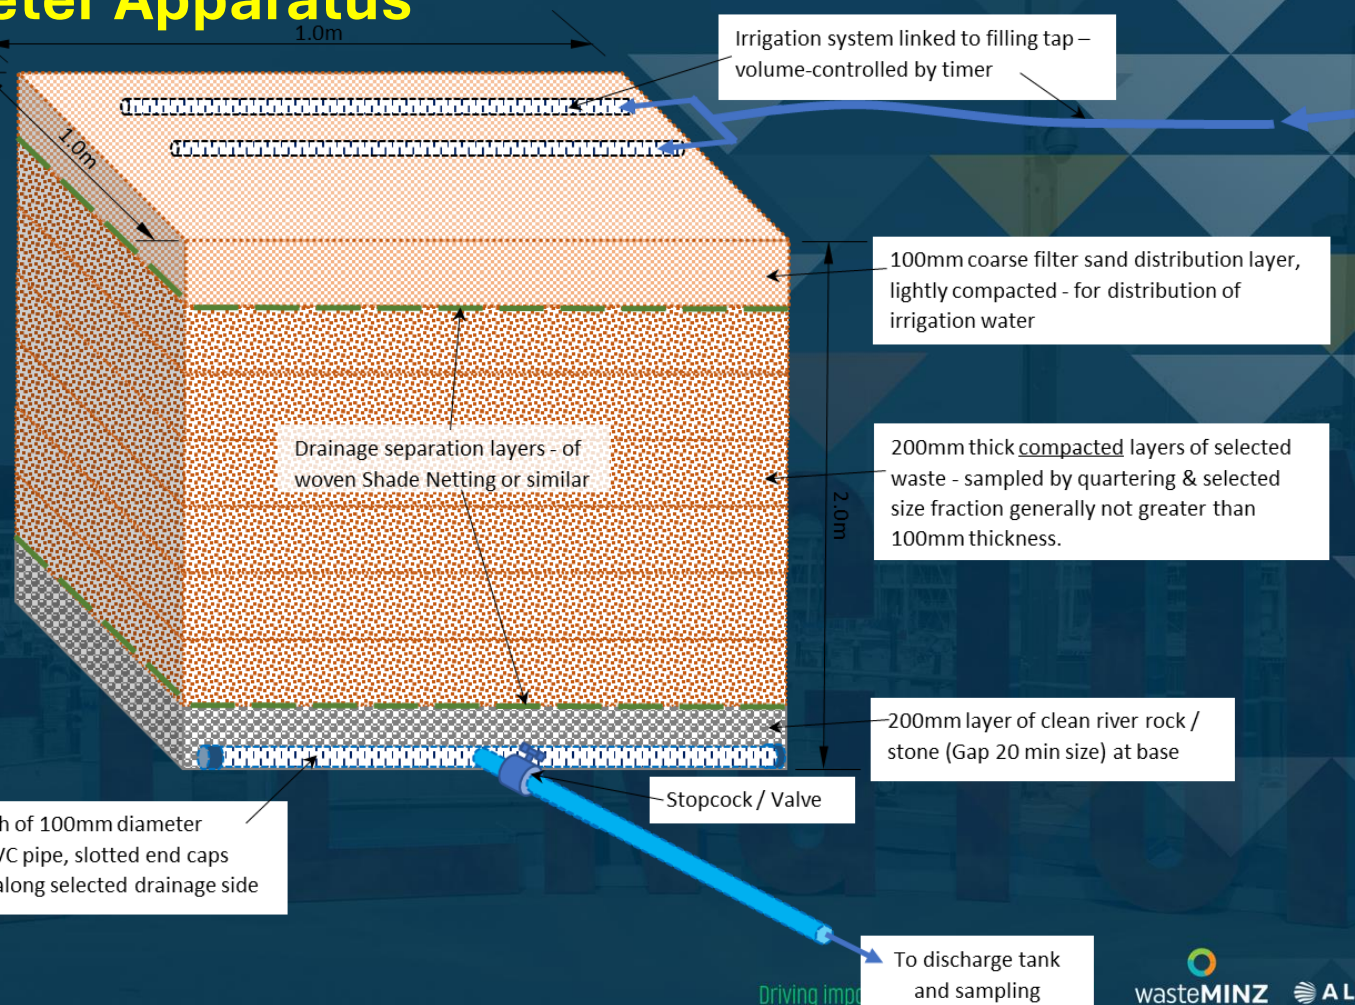 eter Apparatus
1.0m
Irrigation system linked to filling tap –
volume-controlled by timer
1.0m
100mm coarse filter sand distribution layer,
lightly compacted - for distribution of
irrigation water
Drainage separation layers - of
woven Shade Netting or similar
200mm thick compacted layers of selected
waste - sampled by quartering & selected
size fraction generally not greater than
100mm thickness.
2.0m
200mm layer of clean river rock /
stone (Gap 20 min size) at base
Stopcock / Valve
h of 100mm diameter
VC pipe, slotted end caps
along selected drainage side
To discharge tank
and sampling
Driving impo
wasteMINZ
AL